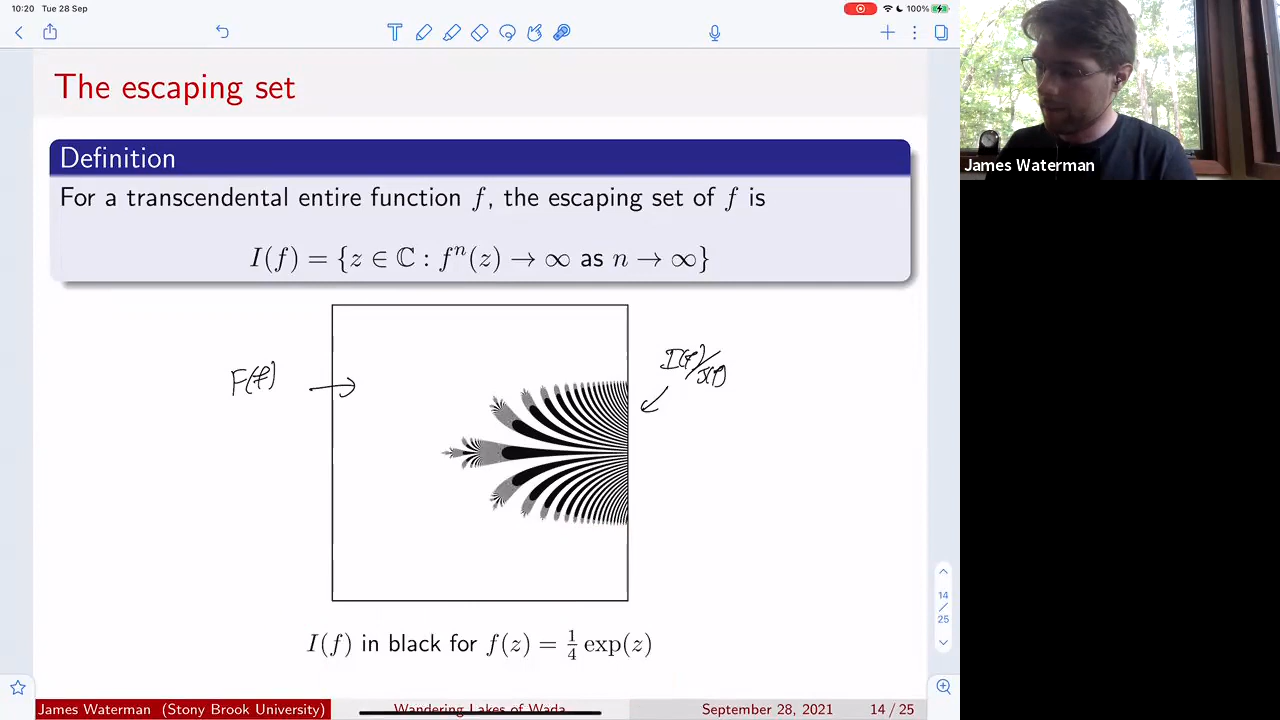 10:20 Tue 28 Sep
100%
The escaping set
James Waterman
Definition
For a transcendental entire function f, the escaping set of f is
I(f) = {z ∈ ℂ : fⁿ(z) → ∞ as n → ∞}
F(f)
I(f)/J(f)
I(f) in black for f(z) = ¼ exp(z)
14
/
25
James Waterman (Stony Brook University) Wandering Lakes of Wada September 28, 2021 14 / 25